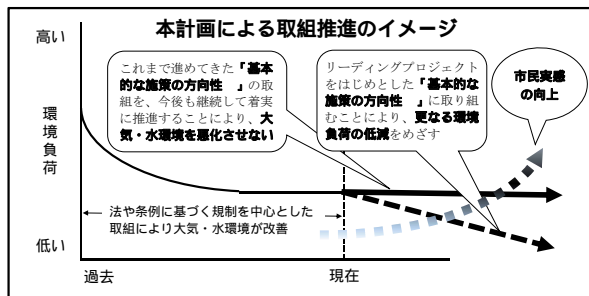 本計画による取組推進のイメージ
高い
環境負荷
低い
これまで進めてきた「基本
的な施策の方向性　」の取
組を、今後も継続して着実
に推進することにより、大
気・水環境を悪化させない
リーディングプロジェクト
をはじめとした「基本的な
施策の方向性　」に取り組
むことにより、更なる環境
負荷の低減をめざす
市民実感
の向上
法や条例に基づく規制を中心とした
取組により大気・水環境が改善
過去
現在